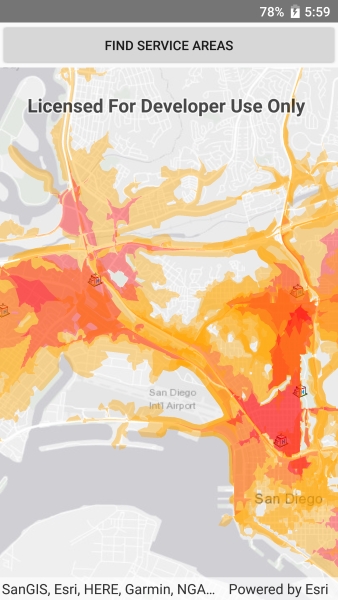 78% 5:59
FIND SERVICE AREAS
Licensed For Developer Use Only
San Diego
Int'l Airport
San Diego
SanGIS, Esri, HERE, Garmin, NGA… Powered by Esri